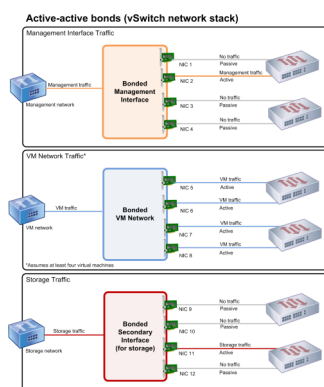 Active-active bonds (vSwitch network stack)
Management Interface Traffic
Management traffic
Management network
Bonded
Management
Interface
NIC 1
No traffic
Passive
NIC 2
Management traffic
Active
NIC 3
No traffic
Passive
NIC 4
No traffic
Passive
VM Network Traffic*
VM traffic
VM network
Bonded
VM Network
NIC 5
VM traffic
Active
NIC 6
VM traffic
Active
NIC 7
VM traffic
Active
NIC 8
VM traffic
Active
*Assumes at least four virtual machines
Storage Traffic
Storage traffic
Storage network
Bonded
Secondary
Interface
(for storage)
NIC 9
No traffic
Passive
NIC 10
No traffic
Passive
NIC 11
Storage traffic
Active
NIC 12
No traffic
Passive